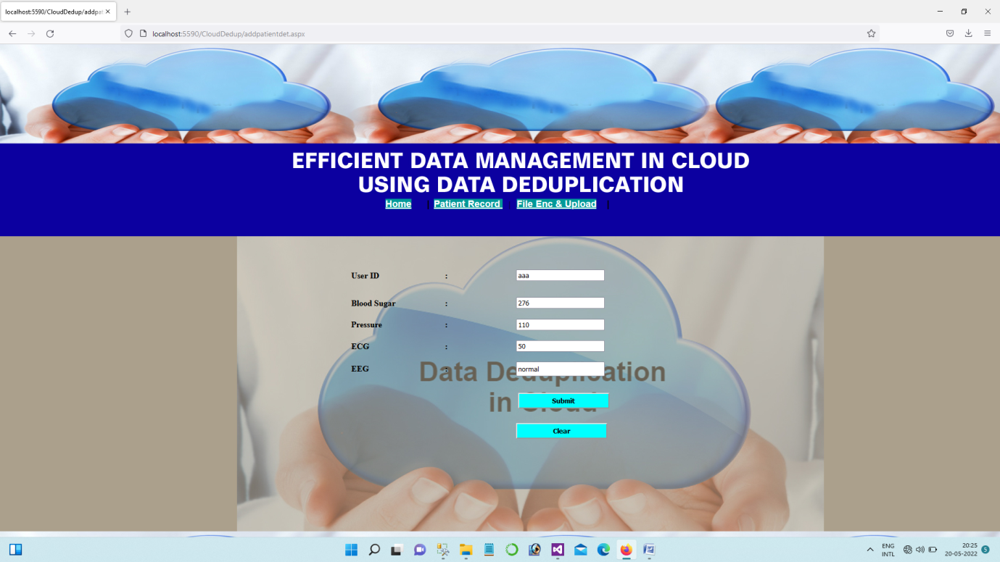 localhost:5590/CloudDedup/addpat
localhost:5590/CloudDedup/addpatientdet.aspx
EFFICIENT DATA MANAGEMENT IN CLOUD
USING DATA DEDUPLICATION
Home | Patient Record | File Enc & Upload |
User ID : aaa
Blood Sugar : 276
Pressure : 110
ECG : 50
EEG : normal
Data Deduplication
in Cloud
Submit
Clear
ENG
INTL
20:25
20-05-2022
5